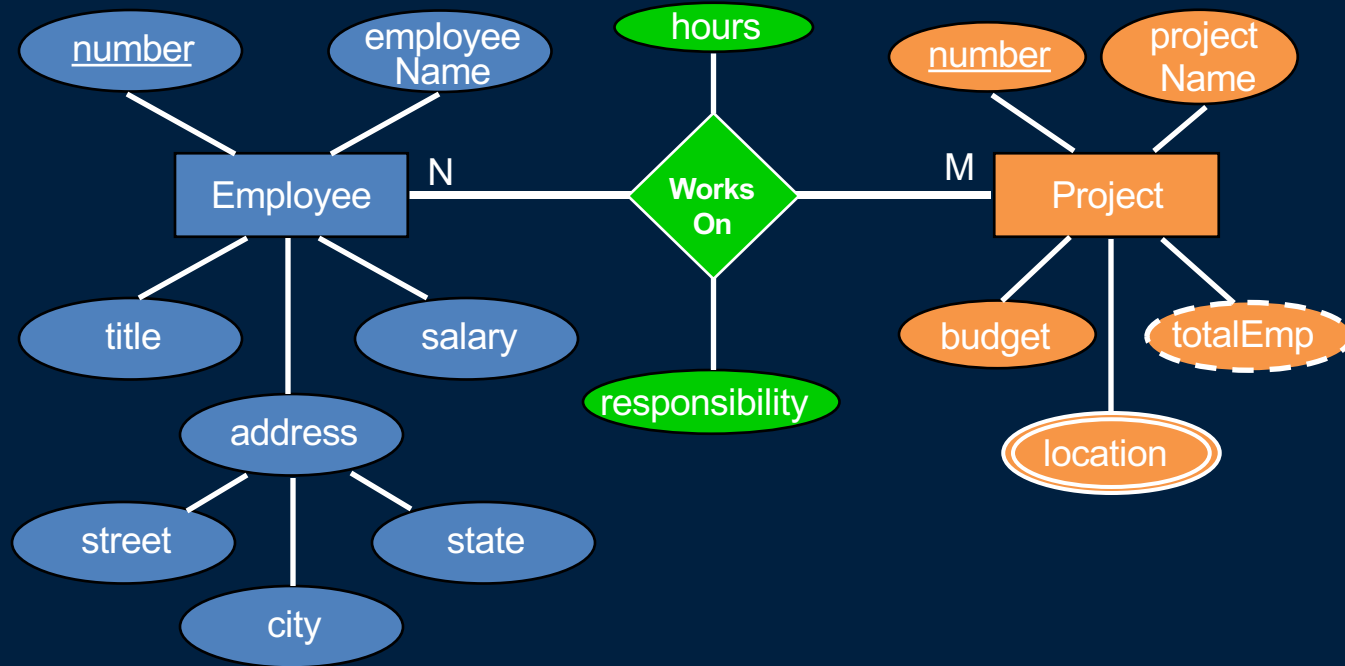 number
employee
Name
hours
number
project
Name
Employee
N
Works
On
M
Project
title
salary
budget
totalEmp
responsibility
address
location
street
state
city